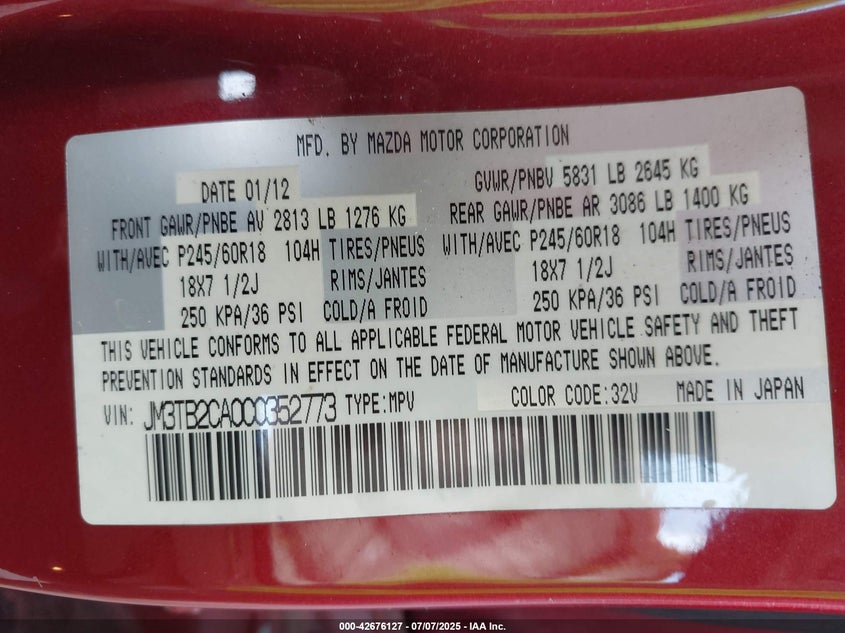 MFD. BY MAZDA MOTOR CORPORATION
DATE 01/12 GVWR/PNBV 5831 LB 2645 KG
FRONT GAWR/PNBE AV 2813 LB 1276 KG REAR GAWR/PNBE AR 3086 LB 1400 KG
WITH/AVEC P245/60R18 104H TIRES/PNEUS WITH/AVEC P245/60R18 104H TIRES/PNEUS
18X7 1/2J RIMS/JANTES 18X7 1/2J RIMS/JANTES
250 KPA/36 PSI COLD/A FROID 250 KPA/36 PSI COLD/A FROID
THIS VEHICLE CONFORMS TO ALL APPLICABLE FEDERAL MOTOR VEHICLE SAFETY AND THEFT
PREVENTION STANDARDS IN EFFECT ON THE DATE OF MANUFACTURE SHOWN ABOVE.
VIN: JM3TB2CA0C0352773 TYPE:MPV COLOR CODE:32V MADE IN JAPAN
000-42676127 - 07/07/2025 - IAA Inc.